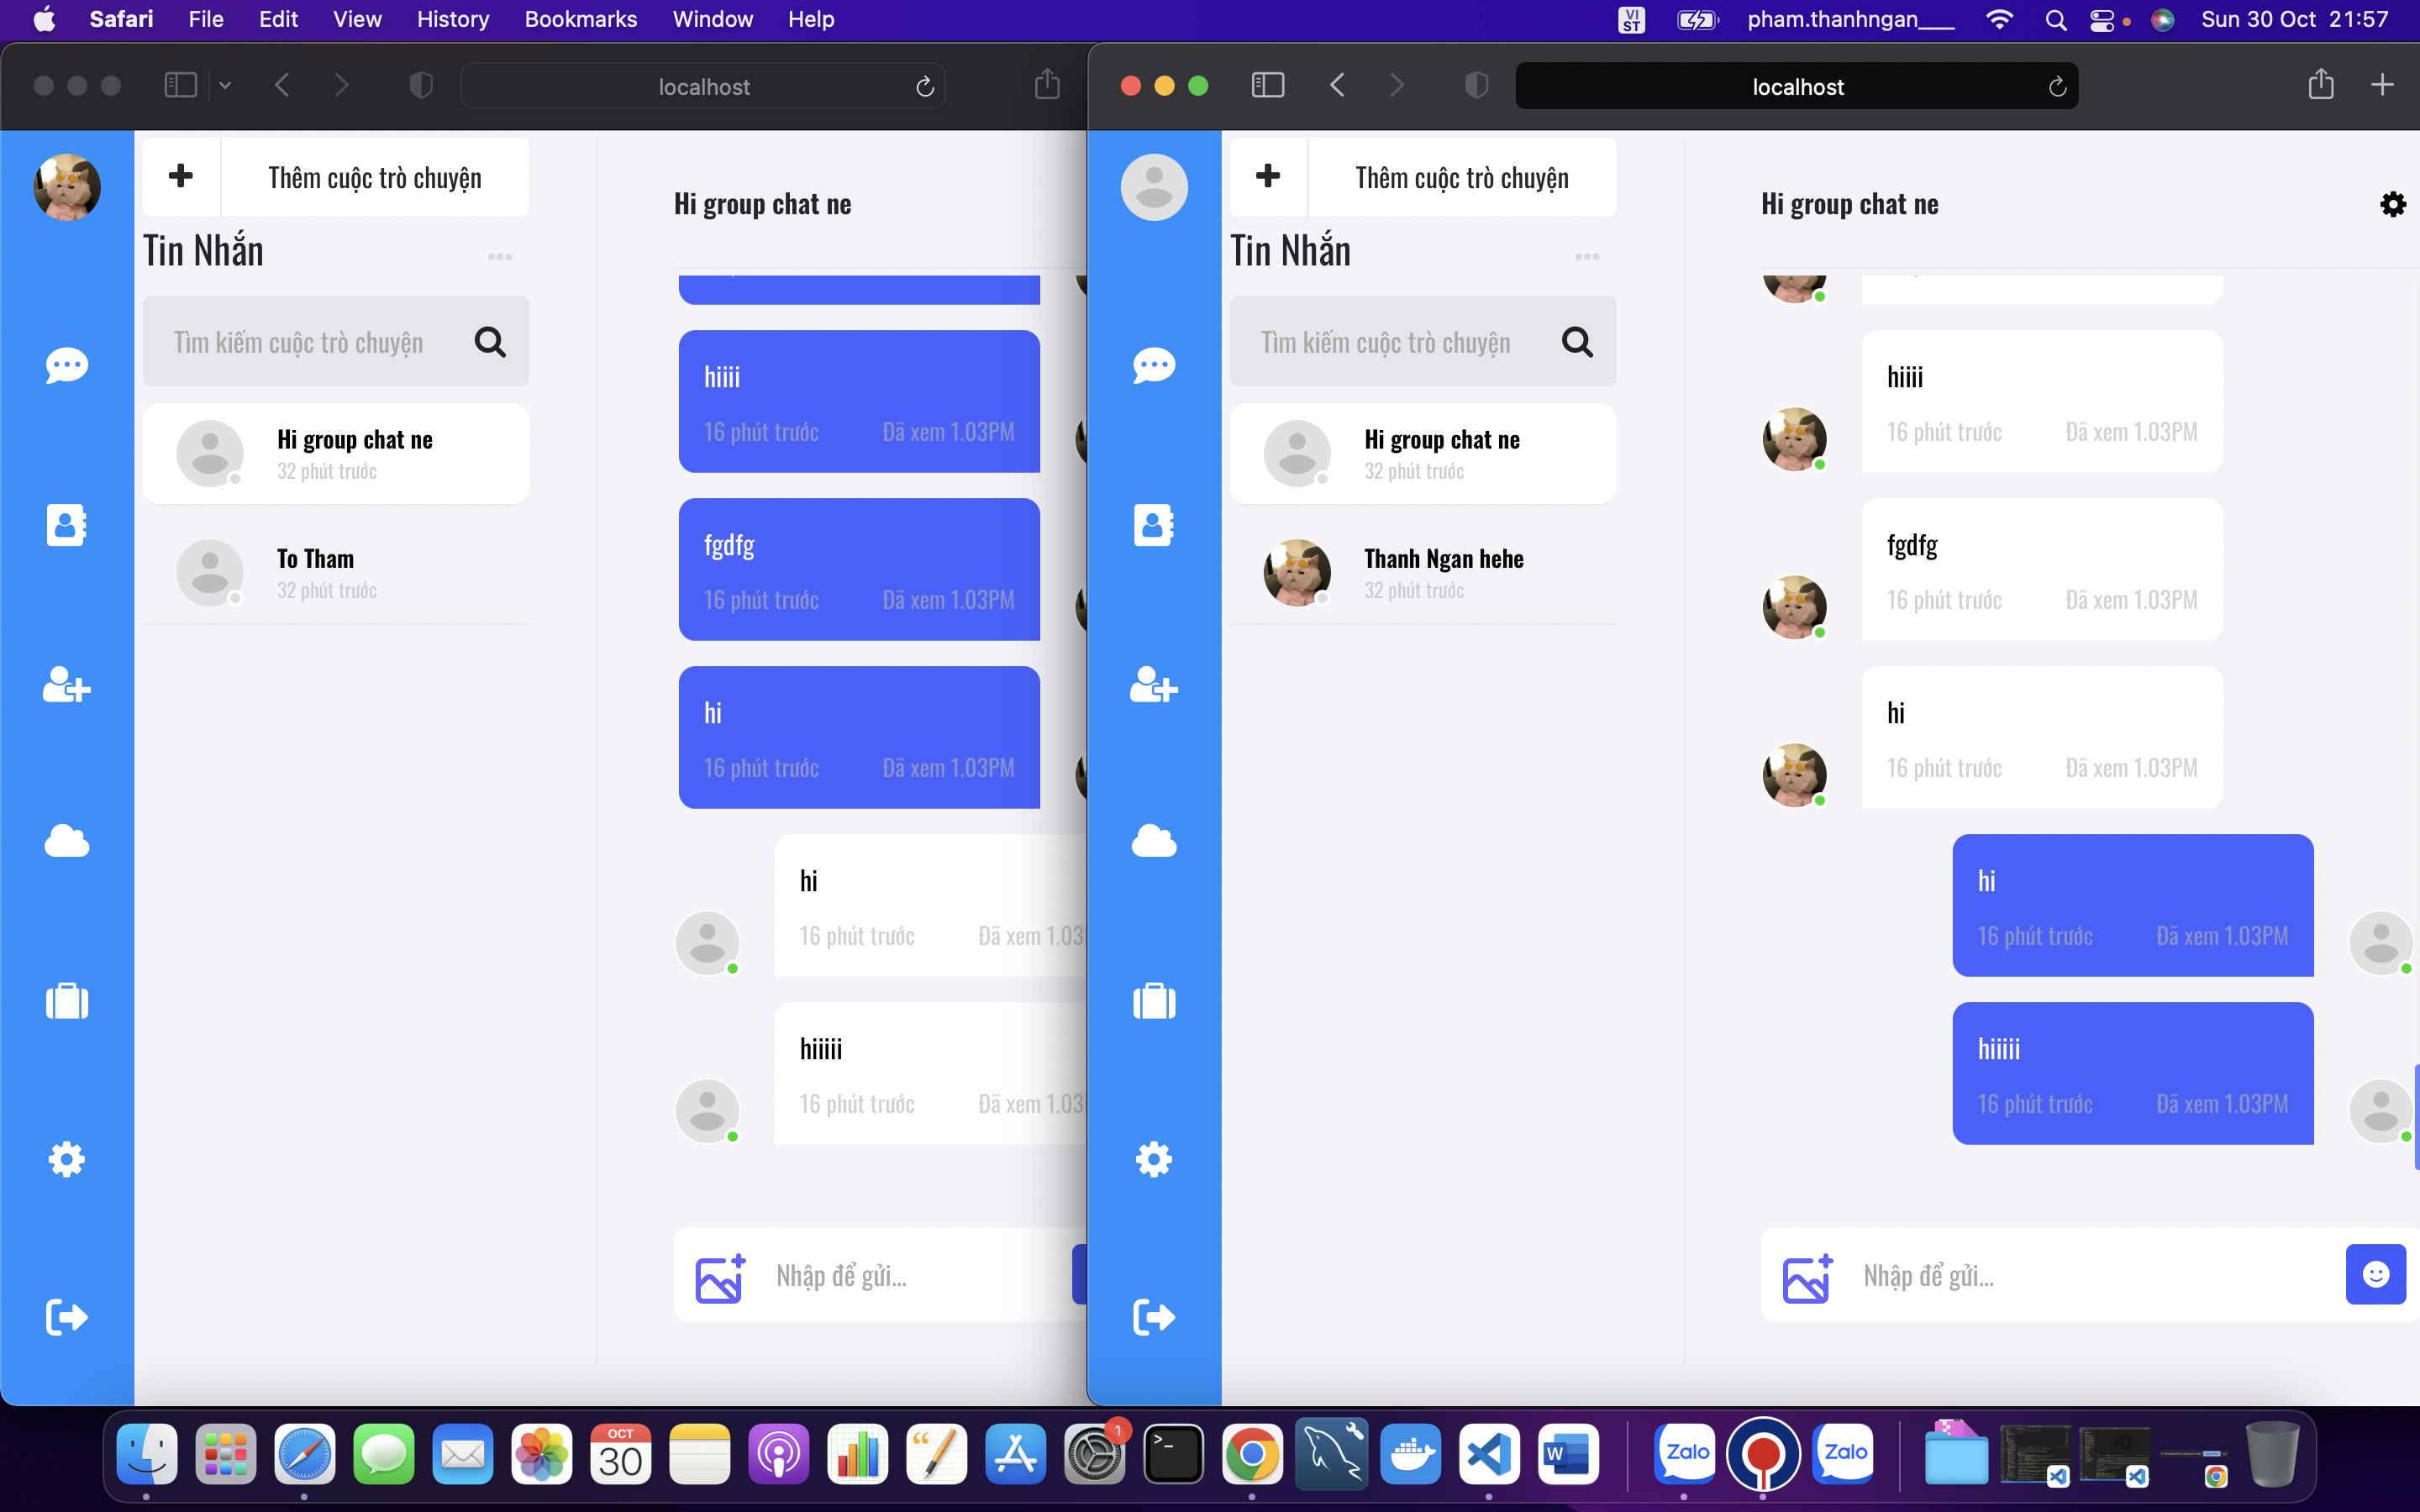 Safari File Edit View History Bookmarks Window Help
VI
ST
pham.thanhngan___
Sun 30 Oct 21:57
localhost
Thêm cuộc trò chuyện
Tin Nhắn
Tìm kiếm cuộc trò chuyện
Hi group chat ne
32 phút trước
To Tham
32 phút trước
Hi group chat ne
hiiii
16 phút trước Đã xem 1.03PM
fgdfg
16 phút trước Đã xem 1.03PM
hi
16 phút trước Đã xem 1.03PM
hi
16 phút trước Đã xem 1.03
hiiiiii
16 phút trước Đã xem 1.03
Nhập để gửi...
localhost
Thêm cuộc trò chuyện
Tin Nhắn
Tìm kiếm cuộc trò chuyện
Hi group chat ne
32 phút trước
Thanh Ngan hehe
32 phút trước
Hi group chat ne
hiiii
16 phút trước Đã xem 1.03PM
fgdfg
16 phút trước Đã xem 1.03PM
hi
16 phút trước Đã xem 1.03PM
hi
16 phút trước Đã xem 1.03PM
hiiiiii
16 phút trước Đã xem 1.03PM
Nhập để gửi...
OCT
30
1
>_
W
Zalo
Zalo